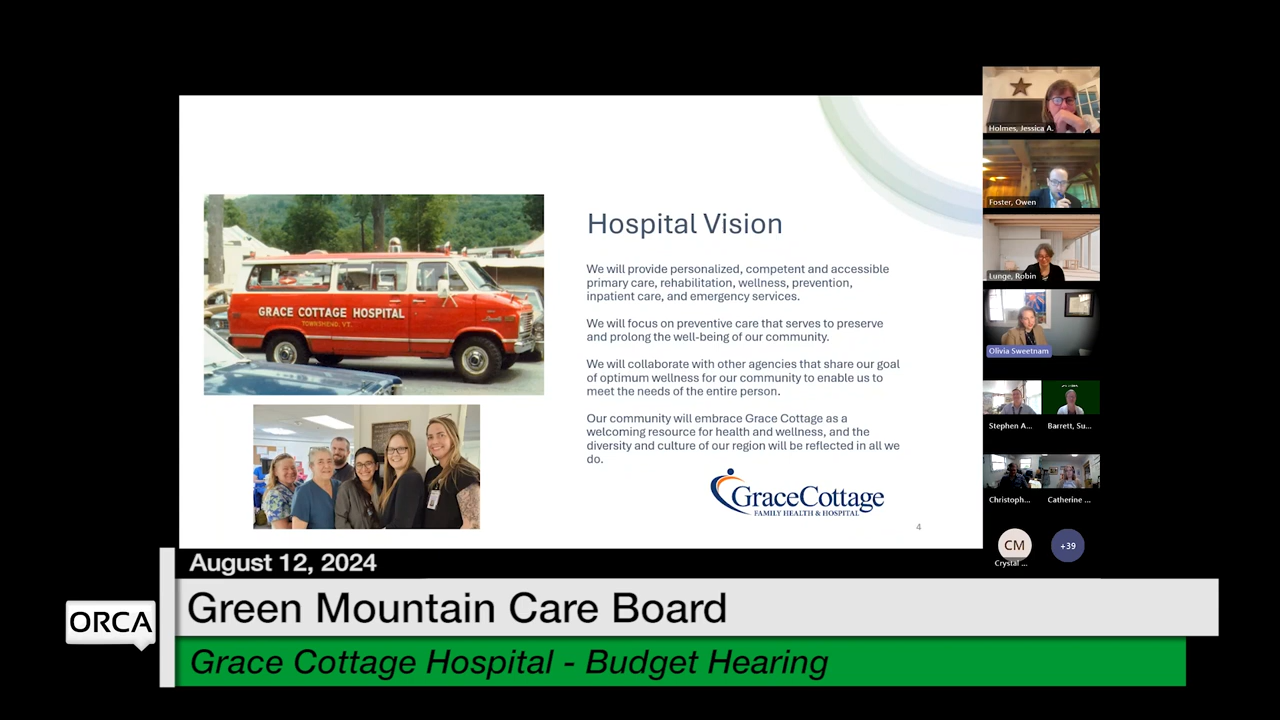 GRACE COTTAGE HOSPITAL
TOWNSHEND, VT.
Hospital Vision
We will provide personalized, competent and accessible
primary care, rehabilitation, wellness, prevention,
inpatient care, and emergency services.
We will focus on preventive care that serves to preserve
and prolong the well-being of our community.
We will collaborate with other agencies that share our goal
of optimum wellness for our community to enable us to
meet the needs of the entire person.
Our community will embrace Grace Cottage as a
welcoming resource for health and wellness, and the
diversity and culture of our region will be reflected in all we
do.
GraceCottage
FAMILY HEALTH & HOSPITAL
4
Holmes, Jessica A.
Foster, Owen
Lunge, Robin
Olivia Sweetnam
Stephen A...
Barrett, Su...
Christoph...
Catherine ...
CM
Crystal ...
+39
August 12, 2024
ORCA
Green Mountain Care Board
Grace Cottage Hospital - Budget Hearing